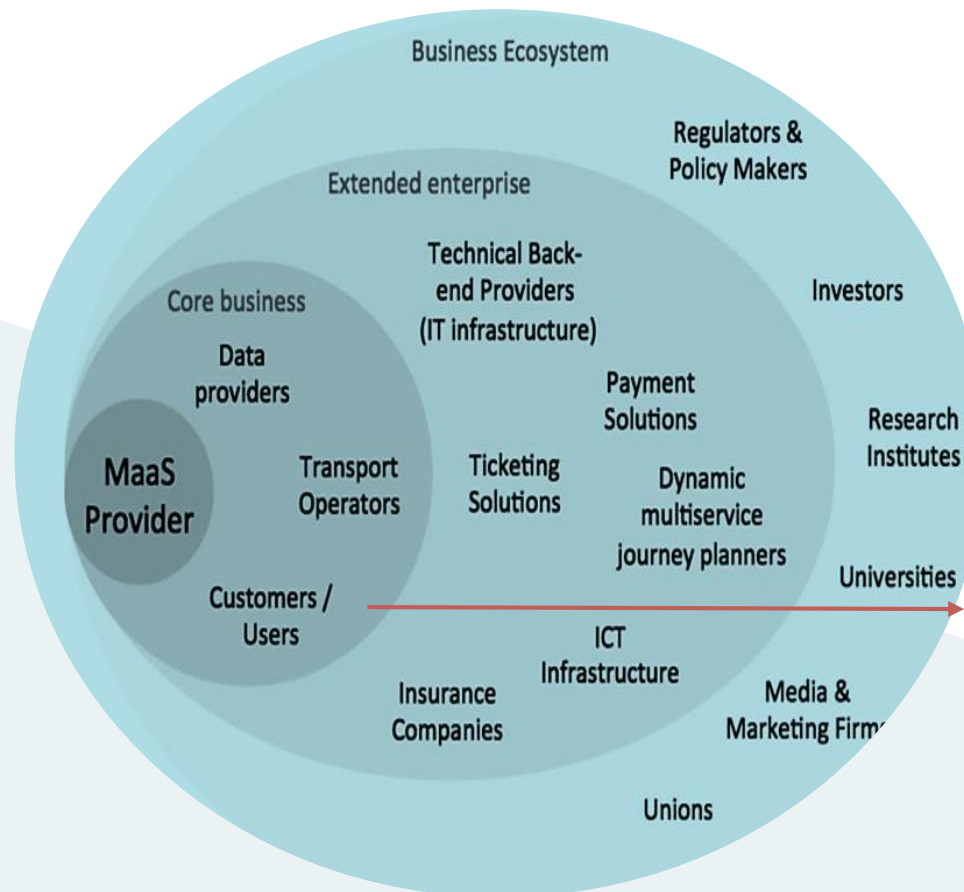 Business Ecosystem
Regulators &
Policy Makers
Extended enterprise
Technical Back-
end Providers
(IT infrastructure)
Investors
Core business
Data
providers
Payment
Solutions
Research
Institutes
MaaS
Provider
Transport
Operators
Ticketing
Solutions
Dynamic
multiservice
journey planners
Universities
Customers /
Users
ICT
Infrastructure
Insurance
Companies
Media &
Marketing Firms
Unions